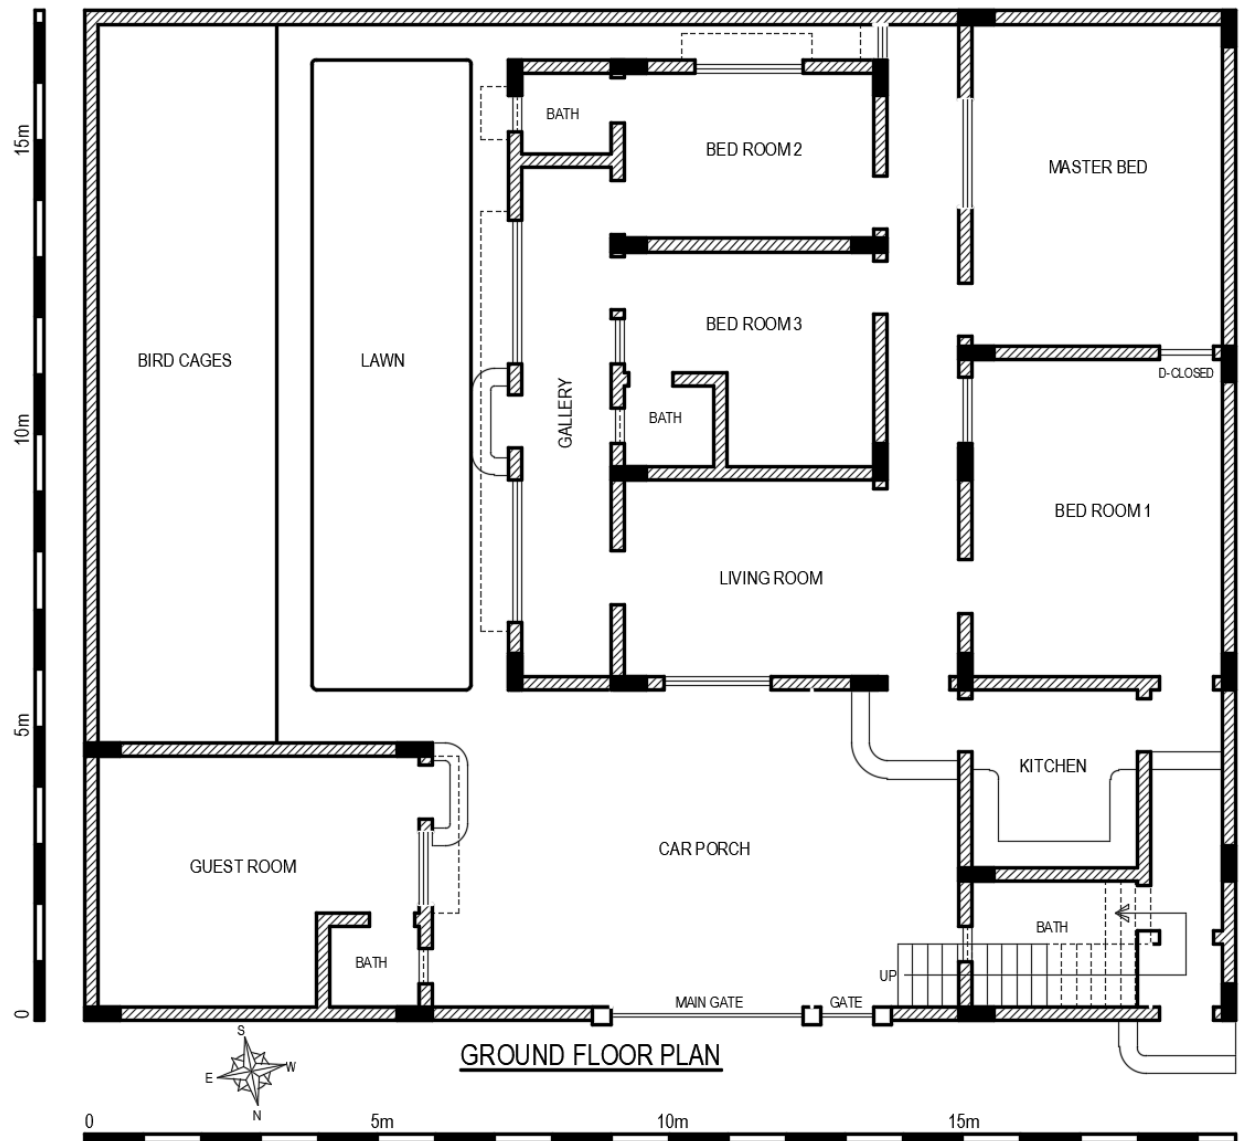 BATH
BED ROOM 2
MASTER BED
15m
BIRD CAGES
LAWN
BED ROOM 3
D-CLOSED
GALLERY
BATH
10m
BED ROOM 1
LIVING ROOM
5m
KITCHEN
GUEST ROOM
CAR PORCH
BATH
BATH
UP
MAIN GATE
GATE
0
GROUND FLOOR PLAN
S
E
W
N
0
5m
10m
15m